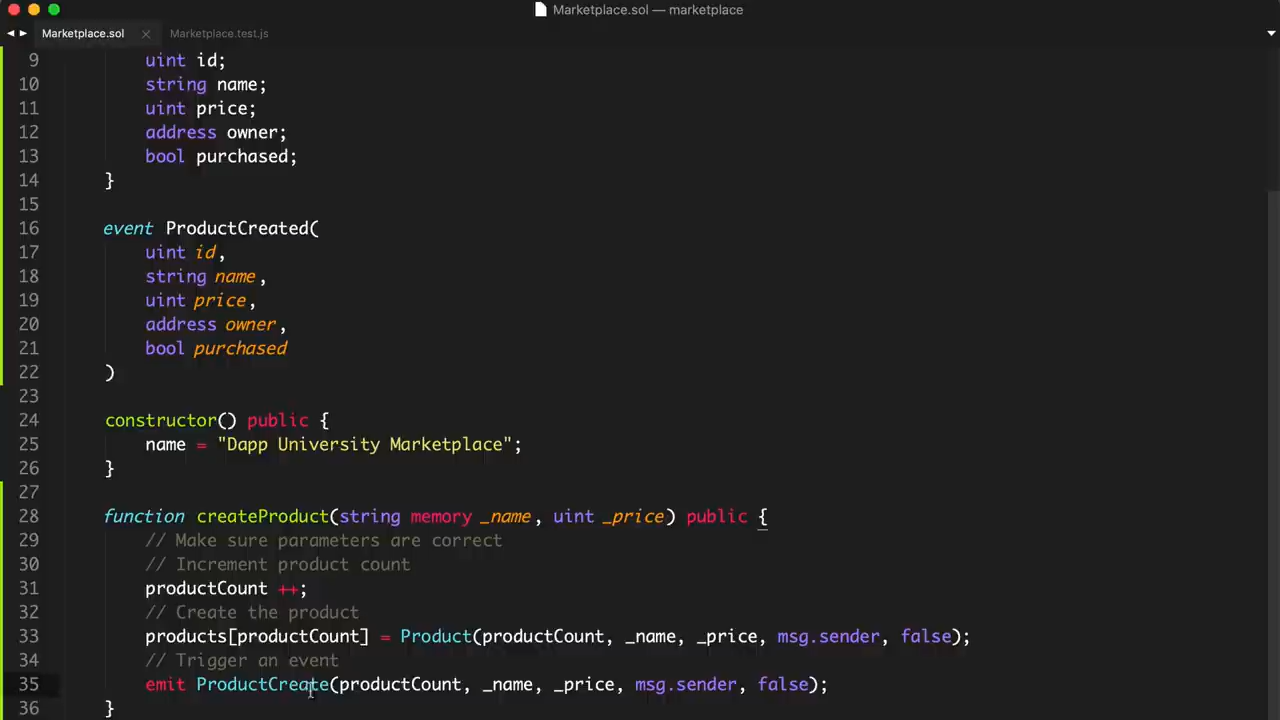 Marketplace.sol — marketplace
Marketplace.sol Marketplace.test.js
9 uint id;
10 string name;
11 uint price;
12 address owner;
13 bool purchased;
14 }
15
16 event ProductCreated(
17 uint id,
18 string name,
19 uint price,
20 address owner,
21 bool purchased
22 )
23
24 constructor() public {
25 name = "Dapp University Marketplace";
26 }
27
28 function createProduct(string memory _name, uint _price) public {
29 // Make sure parameters are correct
30 // Increment product count
31 productCount ++;
32 // Create the product
33 products[productCount] = Product(productCount, _name, _price, msg.sender, false);
34 // Trigger an event
35 emit ProductCreate(productCount, _name, _price, msg.sender, false);
36 }